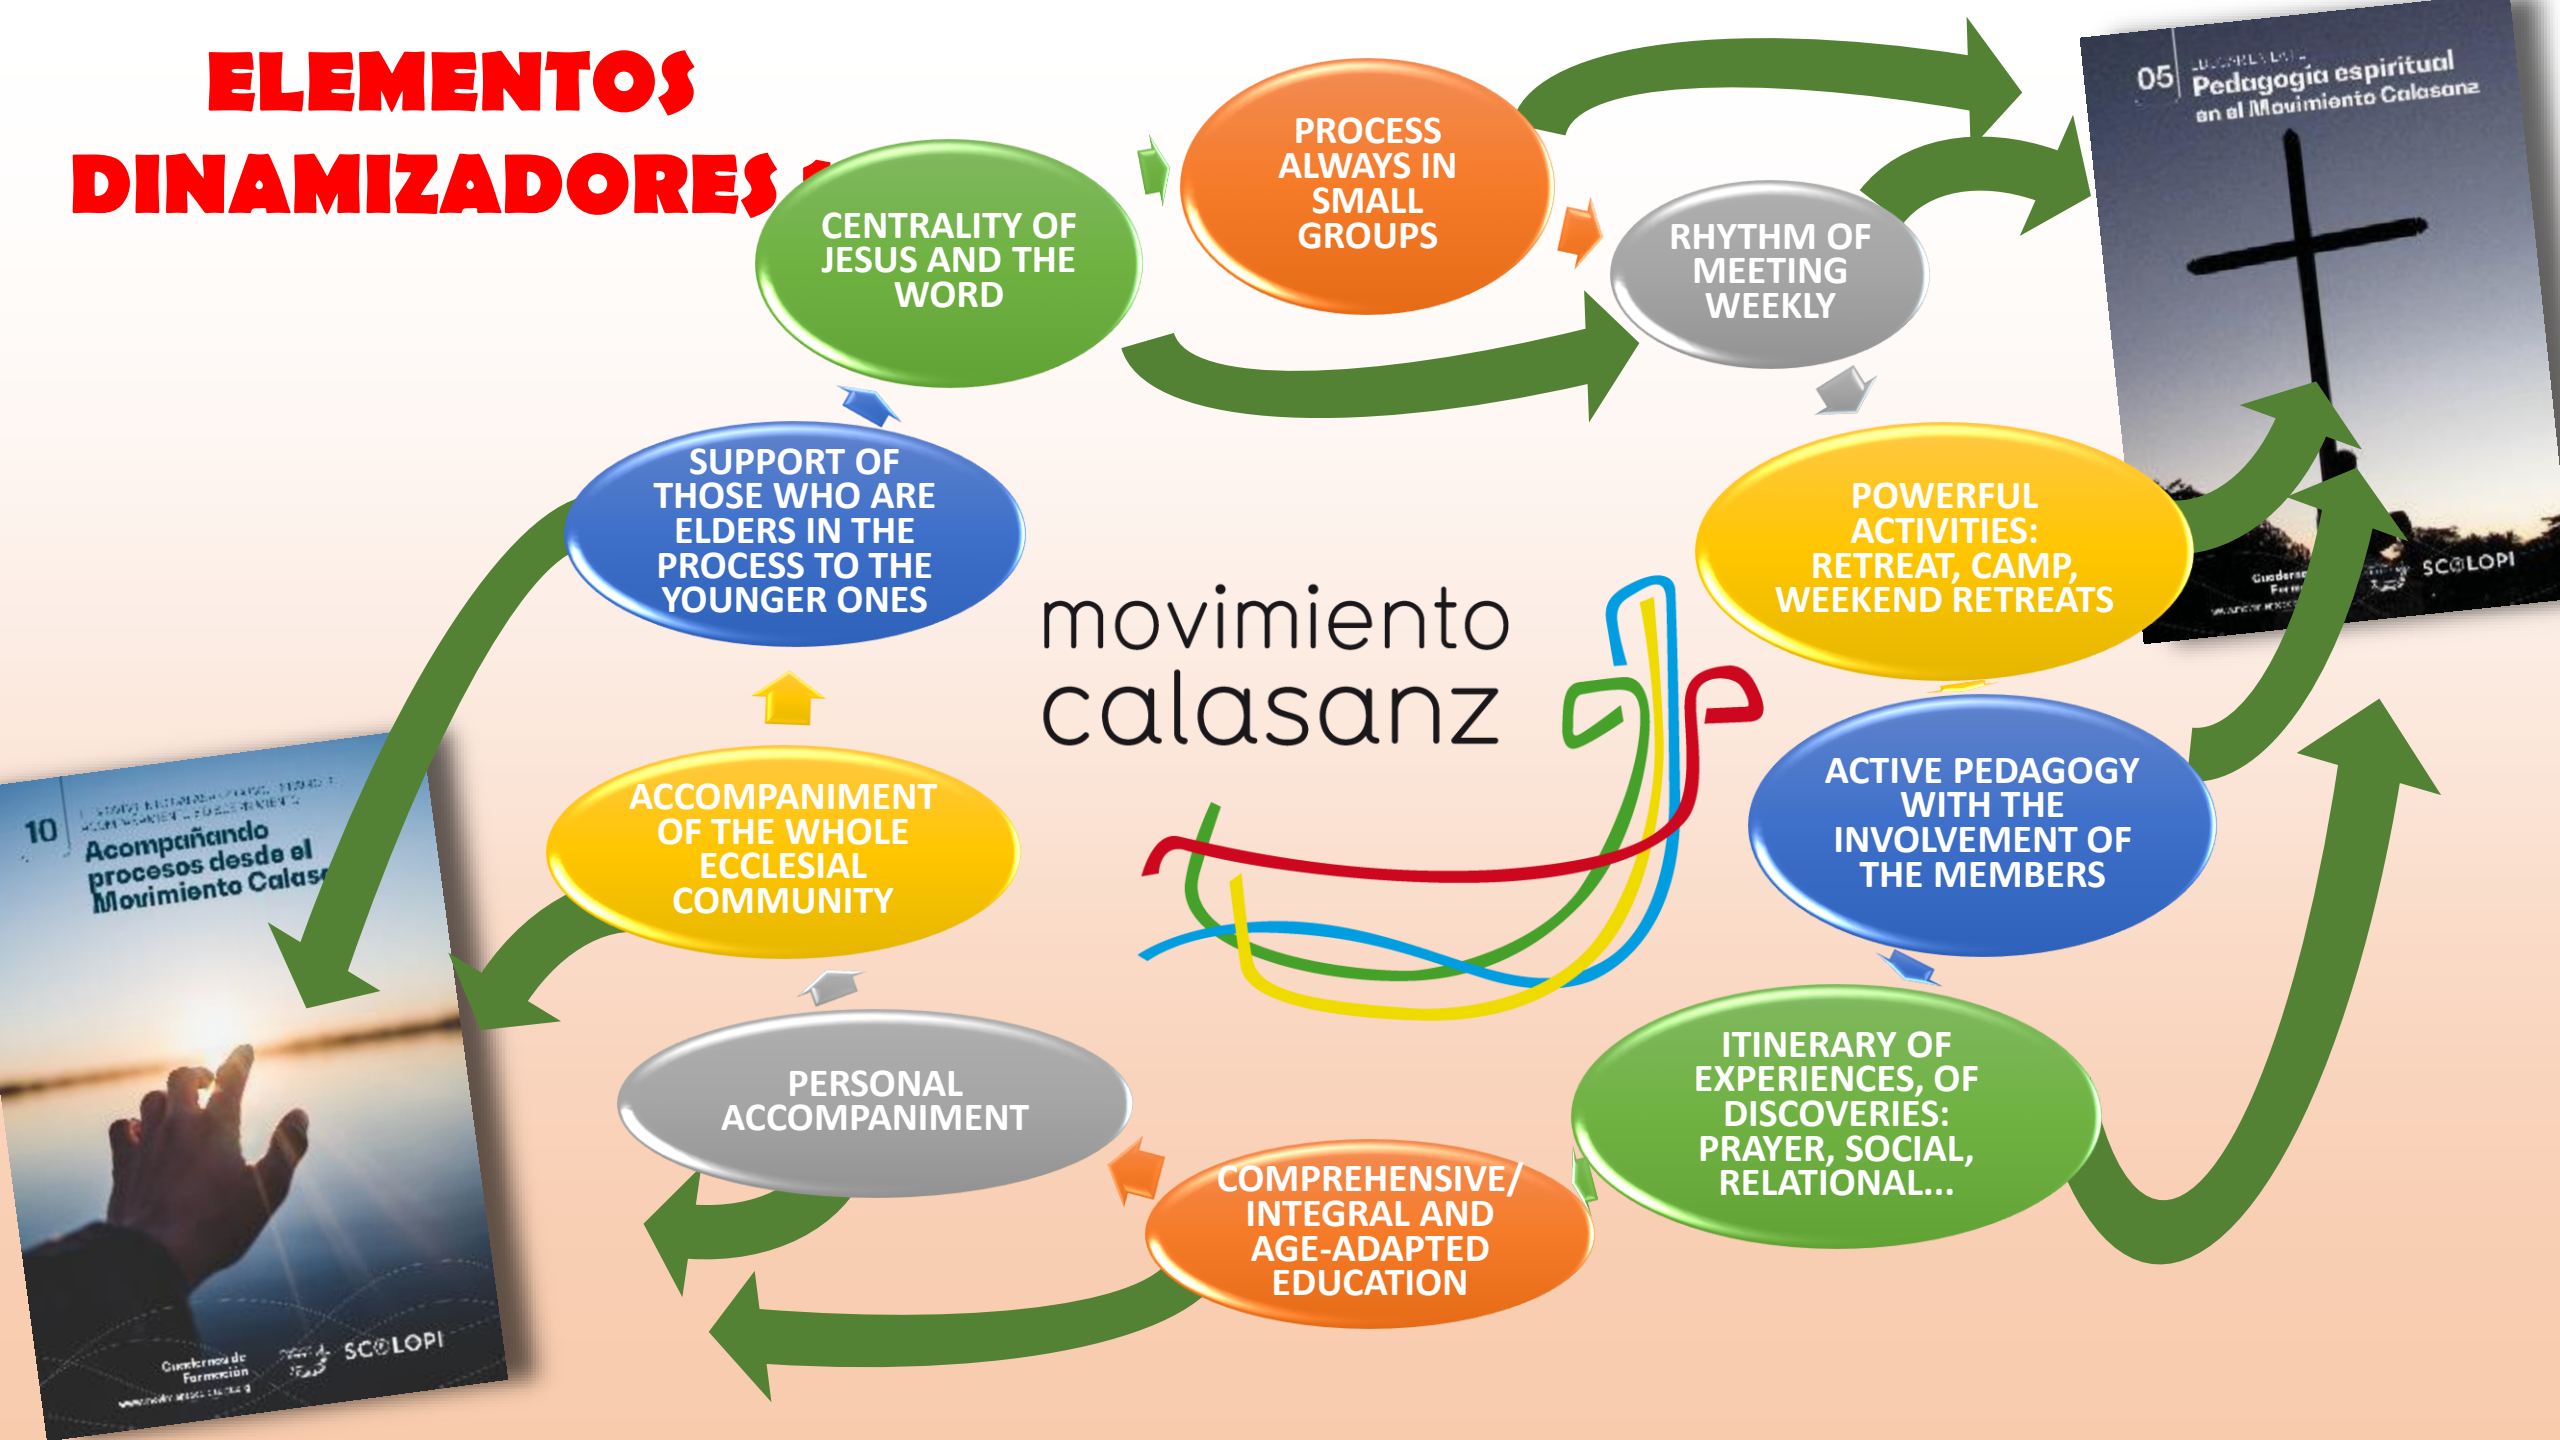 ELEMENTOS
DINAMIZADORES
CENTRALITY OF
JESUS AND THE
WORD
PROCESS
ALWAYS IN
SMALL
GROUPS
RHYTHM OF
MEETING
WEEKLY
POWERFUL
ACTIVITIES:
RETREAT, CAMP,
WEEKEND RETREATS
ACTIVE PEDAGOGY
WITH THE
INVOLVEMENT OF
THE MEMBERS
ITINERARY OF
EXPERIENCES, OF
DISCOVERIES:
PRAYER, SOCIAL,
RELATIONAL...
COMPREHENSIVE/
INTEGRAL AND
AGE-ADAPTED
EDUCATION
PERSONAL
ACCOMPANIMENT
ACCOMPANIMENT
OF THE WHOLE
ECCLESIAL
COMMUNITY
SUPPORT OF
THOSE WHO ARE
ELDERS IN THE
PROCESS TO THE
YOUNGER ONES
movimiento
calasanz
05
Pedagogía espiritual
en el Movimiento Calasanz
SCOLOPI
10
Acompañando
procesos desde el
Movimiento
Cuadernos de
Formación
SCOLOPI